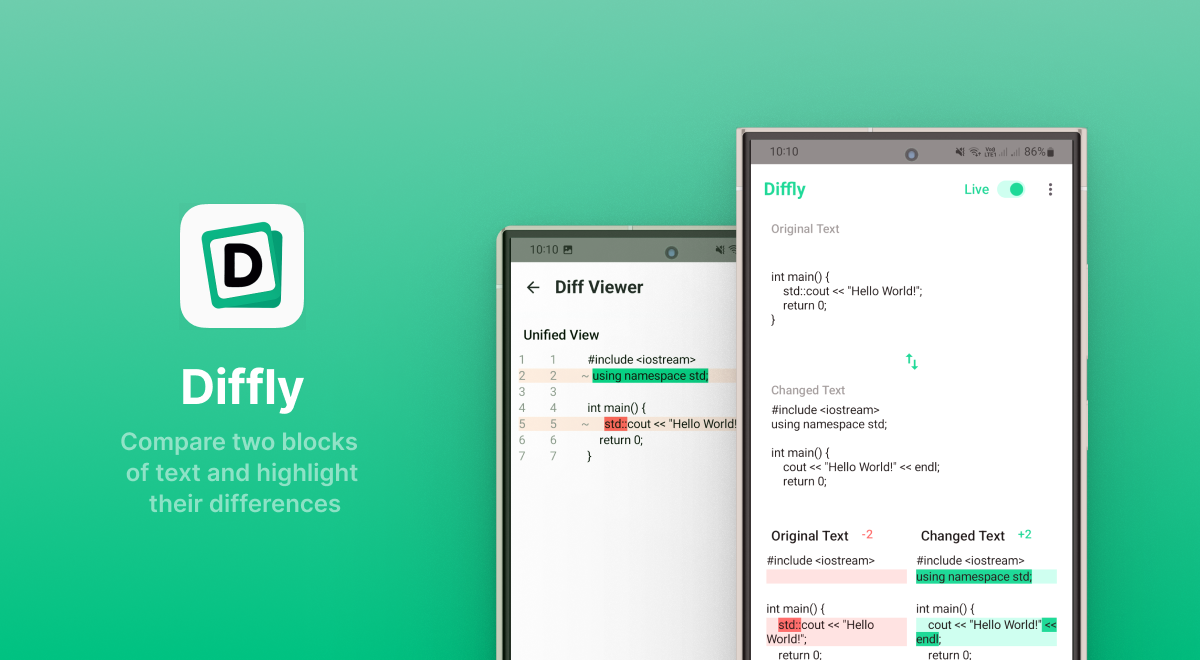 D
Diffly
Compare two blocks
of text and highlight
their differences
10:10
Diff Viewer
Unified View
1 1 #include <iostream>
2 2 ~ using namespace std;
3 3
4 4 int main() {
5 5 ~ std::cout << "Hello World!
6 6 return 0;
7 7 }
10:10 86%
Diffly Live
Original Text
int main() {
std::cout << "Hello World!";
return 0;
}
Changed Text
#include <iostream>
using namespace std;
int main() {
cout << "Hello World!" << endl;
return 0;
Original Text -2
#include <iostream>
int main() {
std::cout << "Hello
World!";
return 0;
Changed Text +2
#include <iostream>
using namespace std;
int main() {
cout << "Hello World!" <<
endl;
return 0;